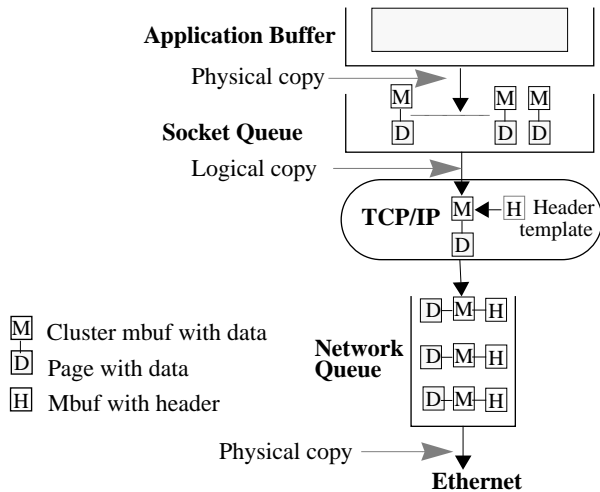 Application Buffer
Physical copy
M M M
D D D
Socket Queue
Logical copy
TCP/IP M H Header
template
D
D M H
Network
Queue
D M H
D M H
M Cluster mbuf with data
D Page with data
H Mbuf with header
Physical copy
Ethernet